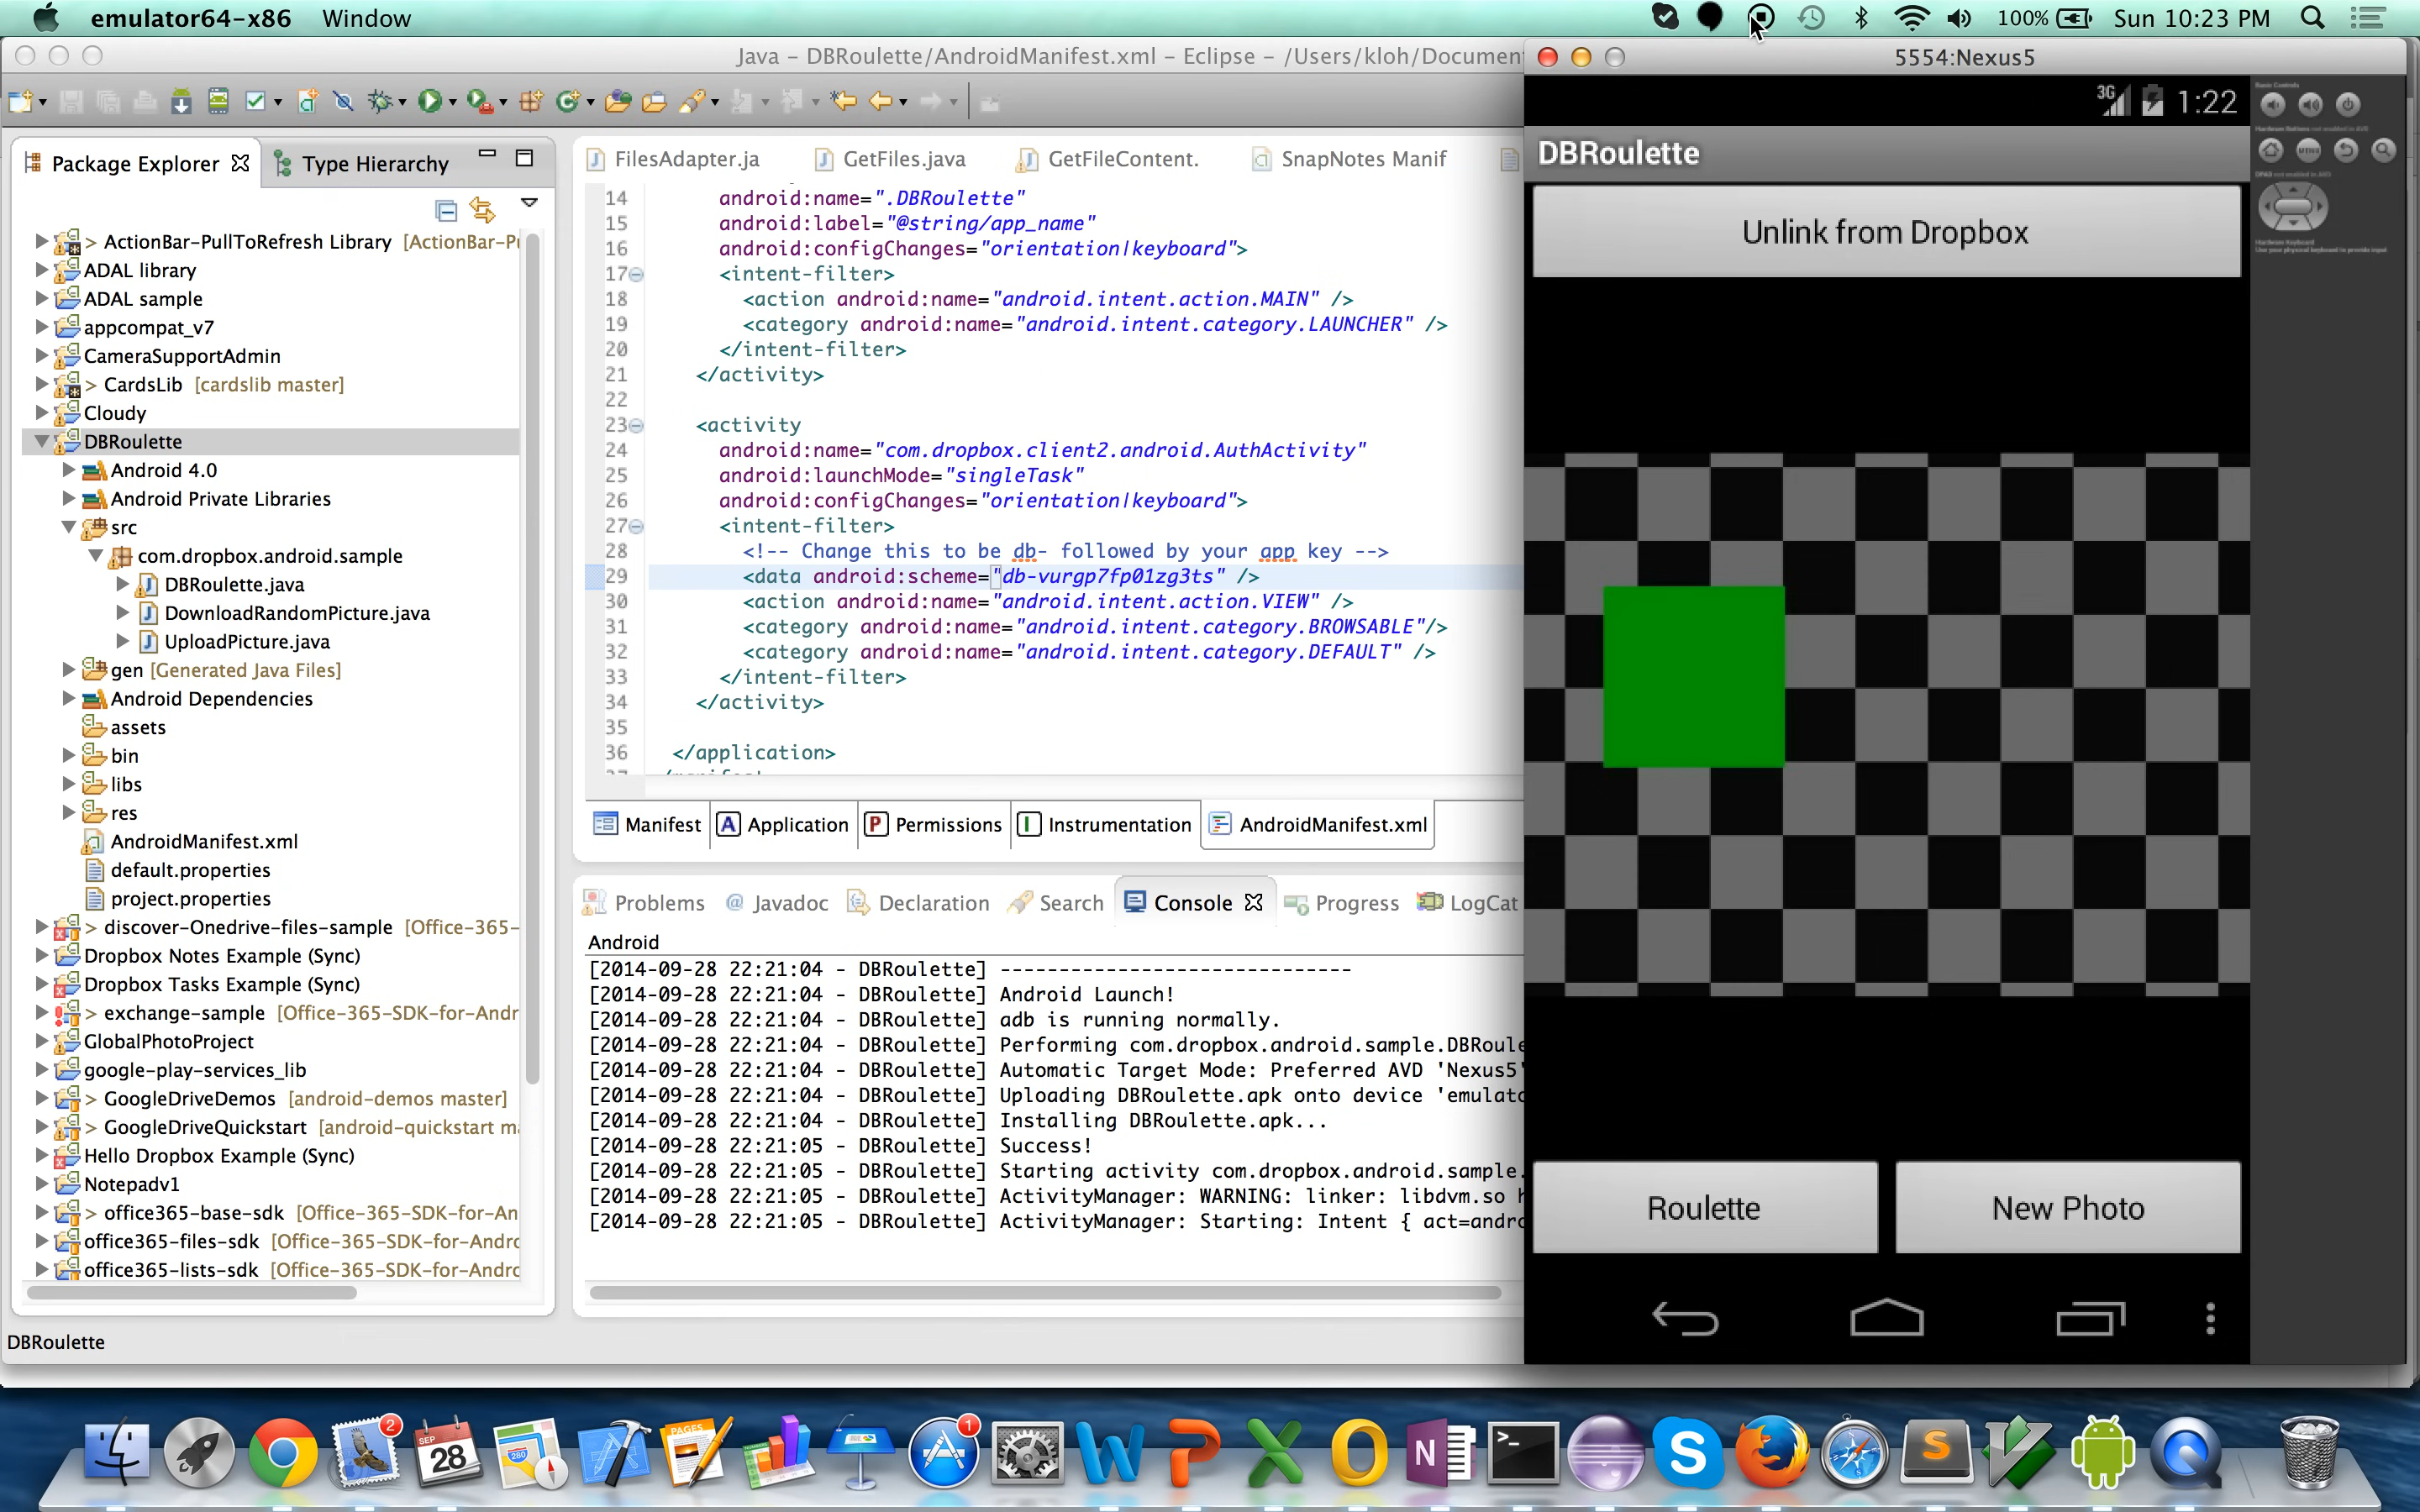 emulator64-x86 Window
100% Sun 10:23 PM
Java – DBRoulette/AndroidManifest.xml – Eclipse – /Users/kloh/Documen
Package Explorer Type Hierarchy
> ActionBar-PullToRefresh Library [ActionBar-P
ADAL library
ADAL sample
appcompat_v7
CameraSupportAdmin
> CardsLib [cardslib master]
Cloudy
DBRoulette
Android 4.0
Android Private Libraries
src
com.dropbox.android.sample
DBRoulette.java
DownloadRandomPicture.java
UploadPicture.java
gen [Generated Java Files]
Android Dependencies
assets
bin
libs
res
AndroidManifest.xml
default.properties
project.properties
> discover-Onedrive-files-sample [Office-365-
Dropbox Notes Example (Sync)
Dropbox Tasks Example (Sync)
> exchange-sample [Office-365-SDK-for-Andr
GlobalPhotoProject
google-play-services_lib
> GoogleDriveDemos [android-demos master]
> GoogleDriveQuickstart [android-quickstart m
Hello Dropbox Example (Sync)
Notepadv1
> office365-base-sdk [Office-365-SDK-for-An
office365-files-sdk [Office-365-SDK-for-Andro
office365-lists-sdk [Office-365-SDK-for-Andro
DBRoulette
FilesAdapter.ja GetFiles.java GetFileContent. SnapNotes Manif
14 android:name=".DBRoulette"
15 android:label="@string/app_name"
16 android:configChanges="orientation|keyboard">
17 <intent-filter>
18 <action android:name="android.intent.action.MAIN" />
19 <category android:name="android.intent.category.LAUNCHER" />
20 </intent-filter>
21 </activity>
22
23 <activity
24 android:name="com.dropbox.client2.android.AuthActivity"
25 android:launchMode="singleTask"
26 android:configChanges="orientation|keyboard">
27 <intent-filter>
28 <!-- Change this to be db- followed by your app key -->
29 <data android:scheme="db-vurgp7fp01zg3ts" />
30 <action android:name="android.intent.action.VIEW" />
31 <category android:name="android.intent.category.BROWSABLE"/>
32 <category android:name="android.intent.category.DEFAULT" />
33 </intent-filter>
34 </activity>
35
36 </application>
Manifest A Application P Permissions I Instrumentation AndroidManifest.xml
Problems @ Javadoc Declaration Search Console Progress LogCat
Android
[2014-09-28 22:21:04 - DBRoulette] ------------------------------
[2014-09-28 22:21:04 - DBRoulette] Android Launch!
[2014-09-28 22:21:04 - DBRoulette] adb is running normally.
[2014-09-28 22:21:04 - DBRoulette] Performing com.dropbox.android.sample.DBRoule
[2014-09-28 22:21:04 - DBRoulette] Automatic Target Mode: Preferred AVD 'Nexus5'
[2014-09-28 22:21:04 - DBRoulette] Uploading DBRoulette.apk onto device 'emulato
[2014-09-28 22:21:04 - DBRoulette] Installing DBRoulette.apk...
[2014-09-28 22:21:05 - DBRoulette] Success!
[2014-09-28 22:21:05 - DBRoulette] Starting activity com.dropbox.android.sample.
[2014-09-28 22:21:05 - DBRoulette] ActivityManager: WARNING: linker: libdvm.so h
[2014-09-28 22:21:05 - DBRoulette] ActivityManager: Starting: Intent { act=andro
5554:Nexus5
3G 1:22
DBRoulette
Unlink from Dropbox
Roulette New Photo
Basic Controls
MENU
2
SEP
28
280
PAGES
1
W P X O N >_ S S V Q